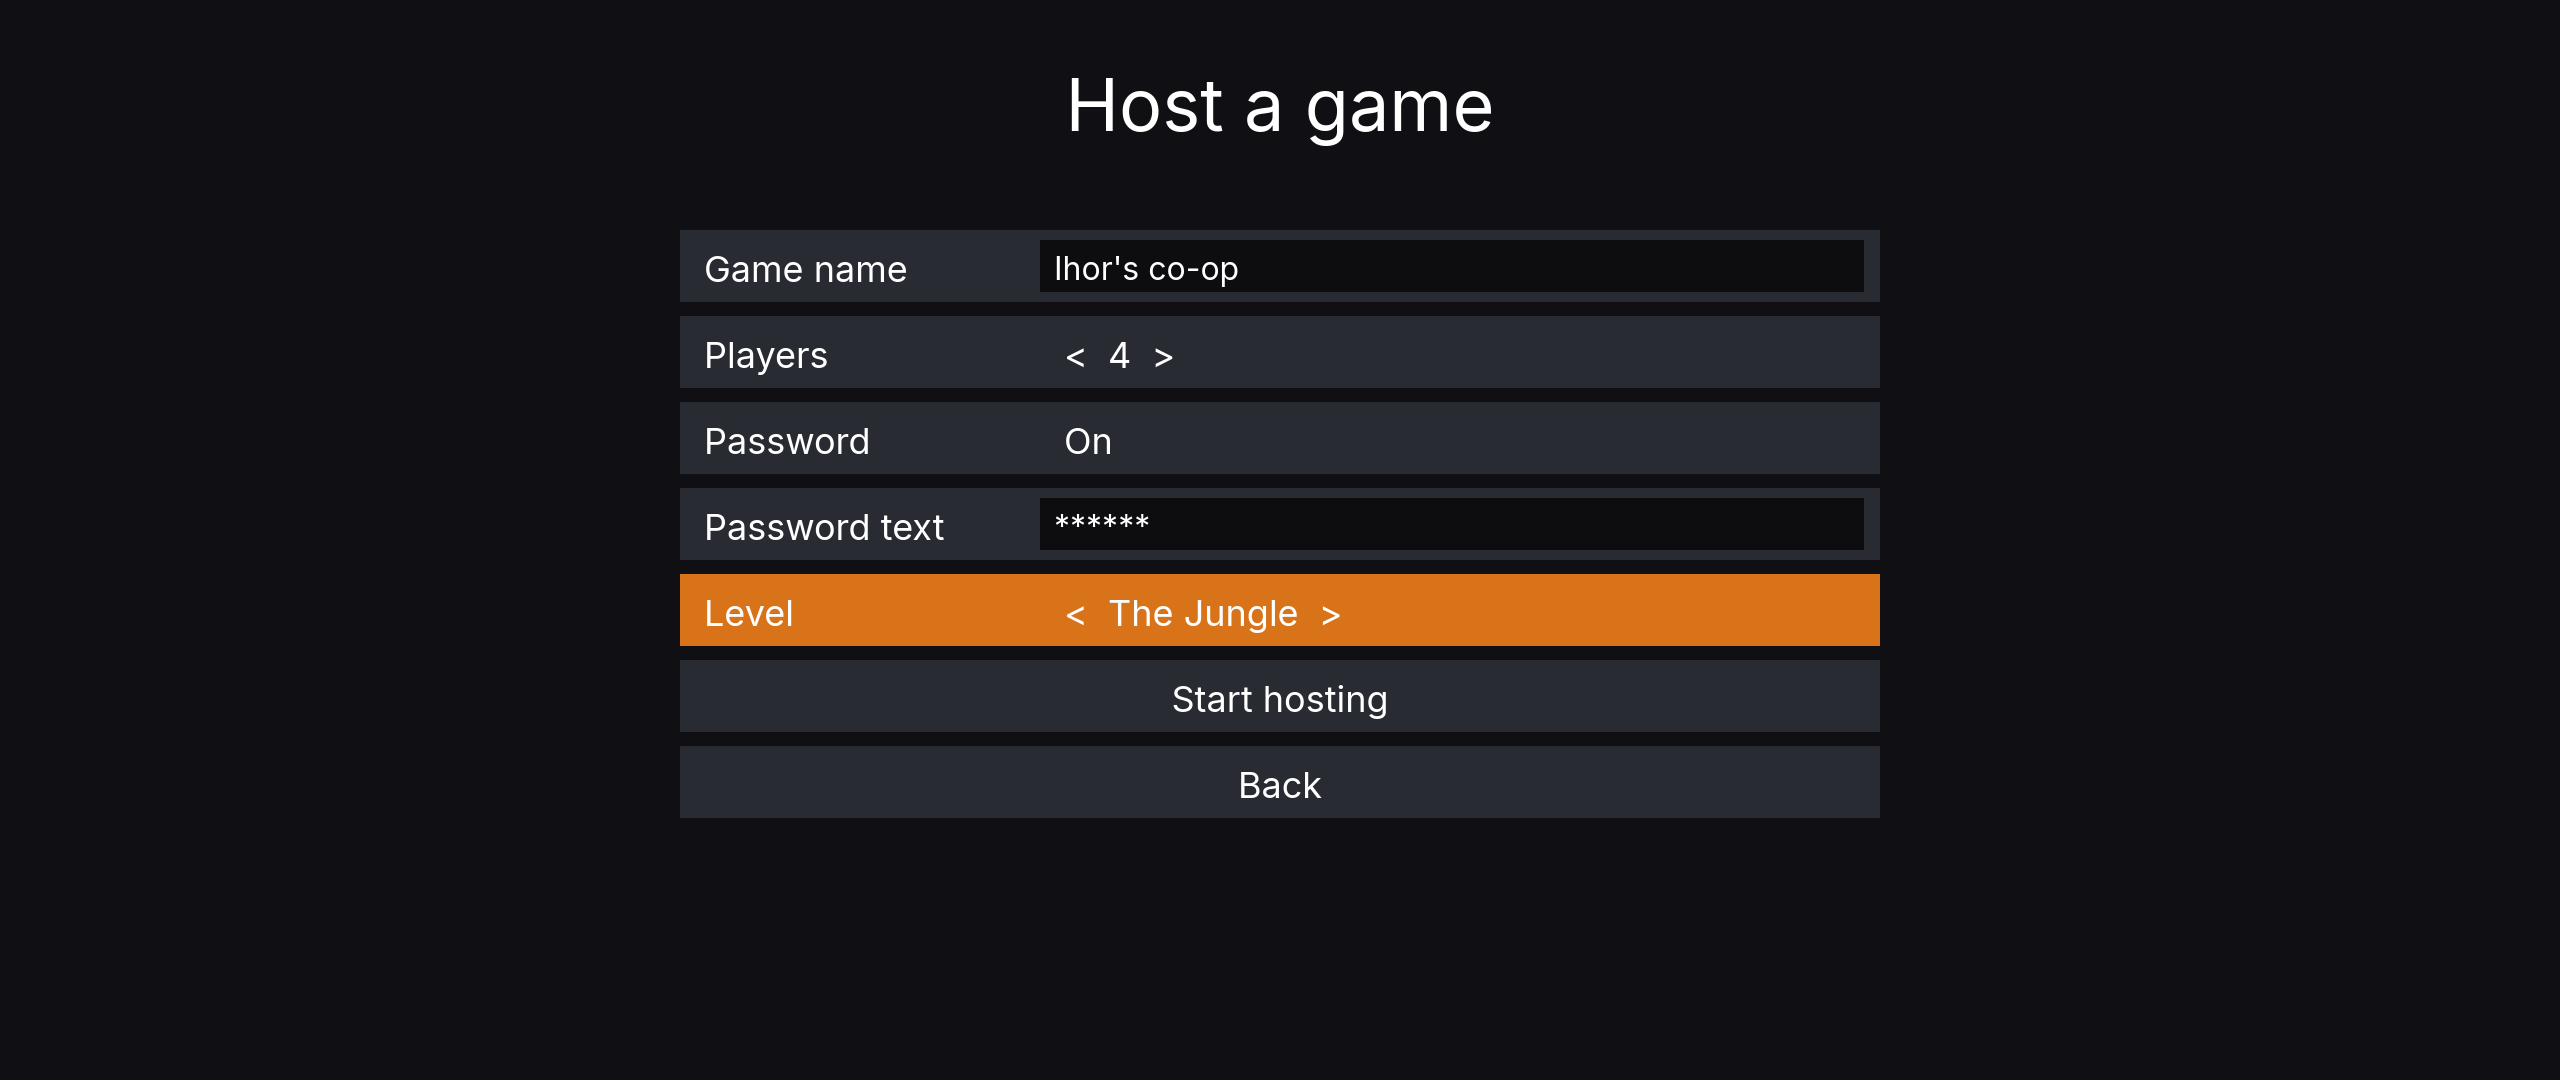 Host a game
Game name Ihor's co-op
Players < 4 >
Password On
Password text ******
Level < The Jungle >
Start hosting
Back